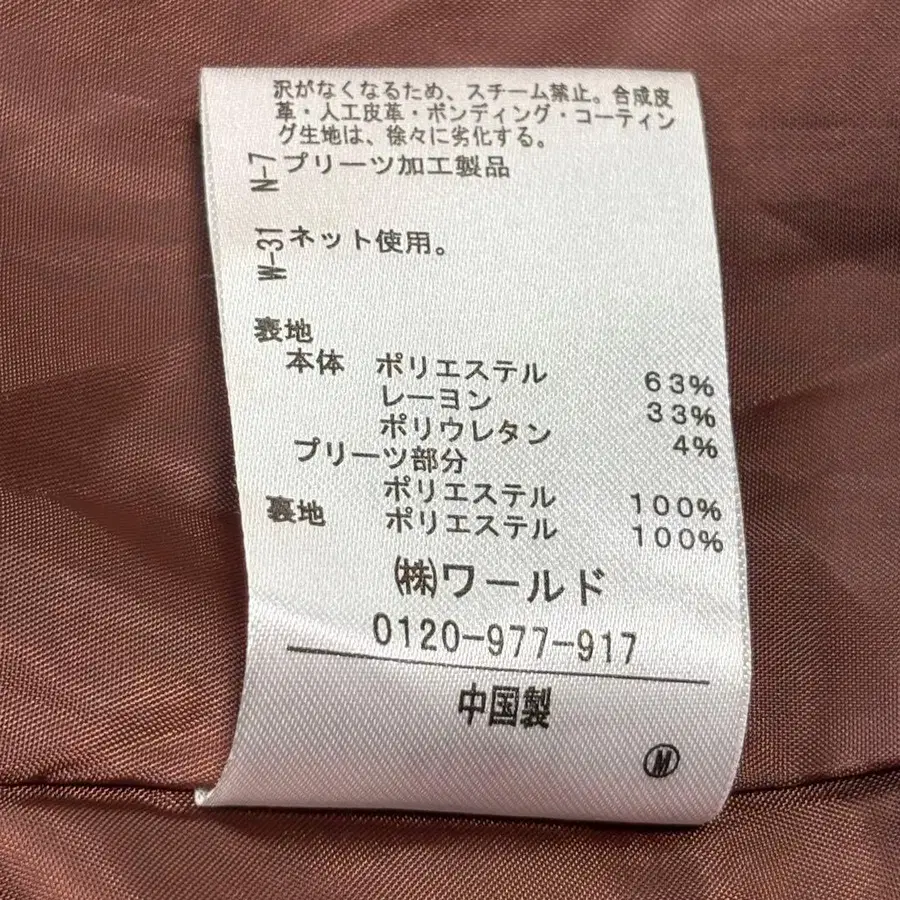 沢がなくなるため、スチーム禁止。合成皮
革・人工皮革・ボンディング・コーティン
グ生地は、徐々に劣化する。
N-7 プリーツ加工製品
W-31 ネット使用。
表地
本体 ポリエステル 63%
レーヨン 33%
ポリウレタン 4%
プリーツ部分
ポリエステル 100%
裏地 ポリエステル 100%
㈱ワールド
0120-977-917
中国製
Ⓜ